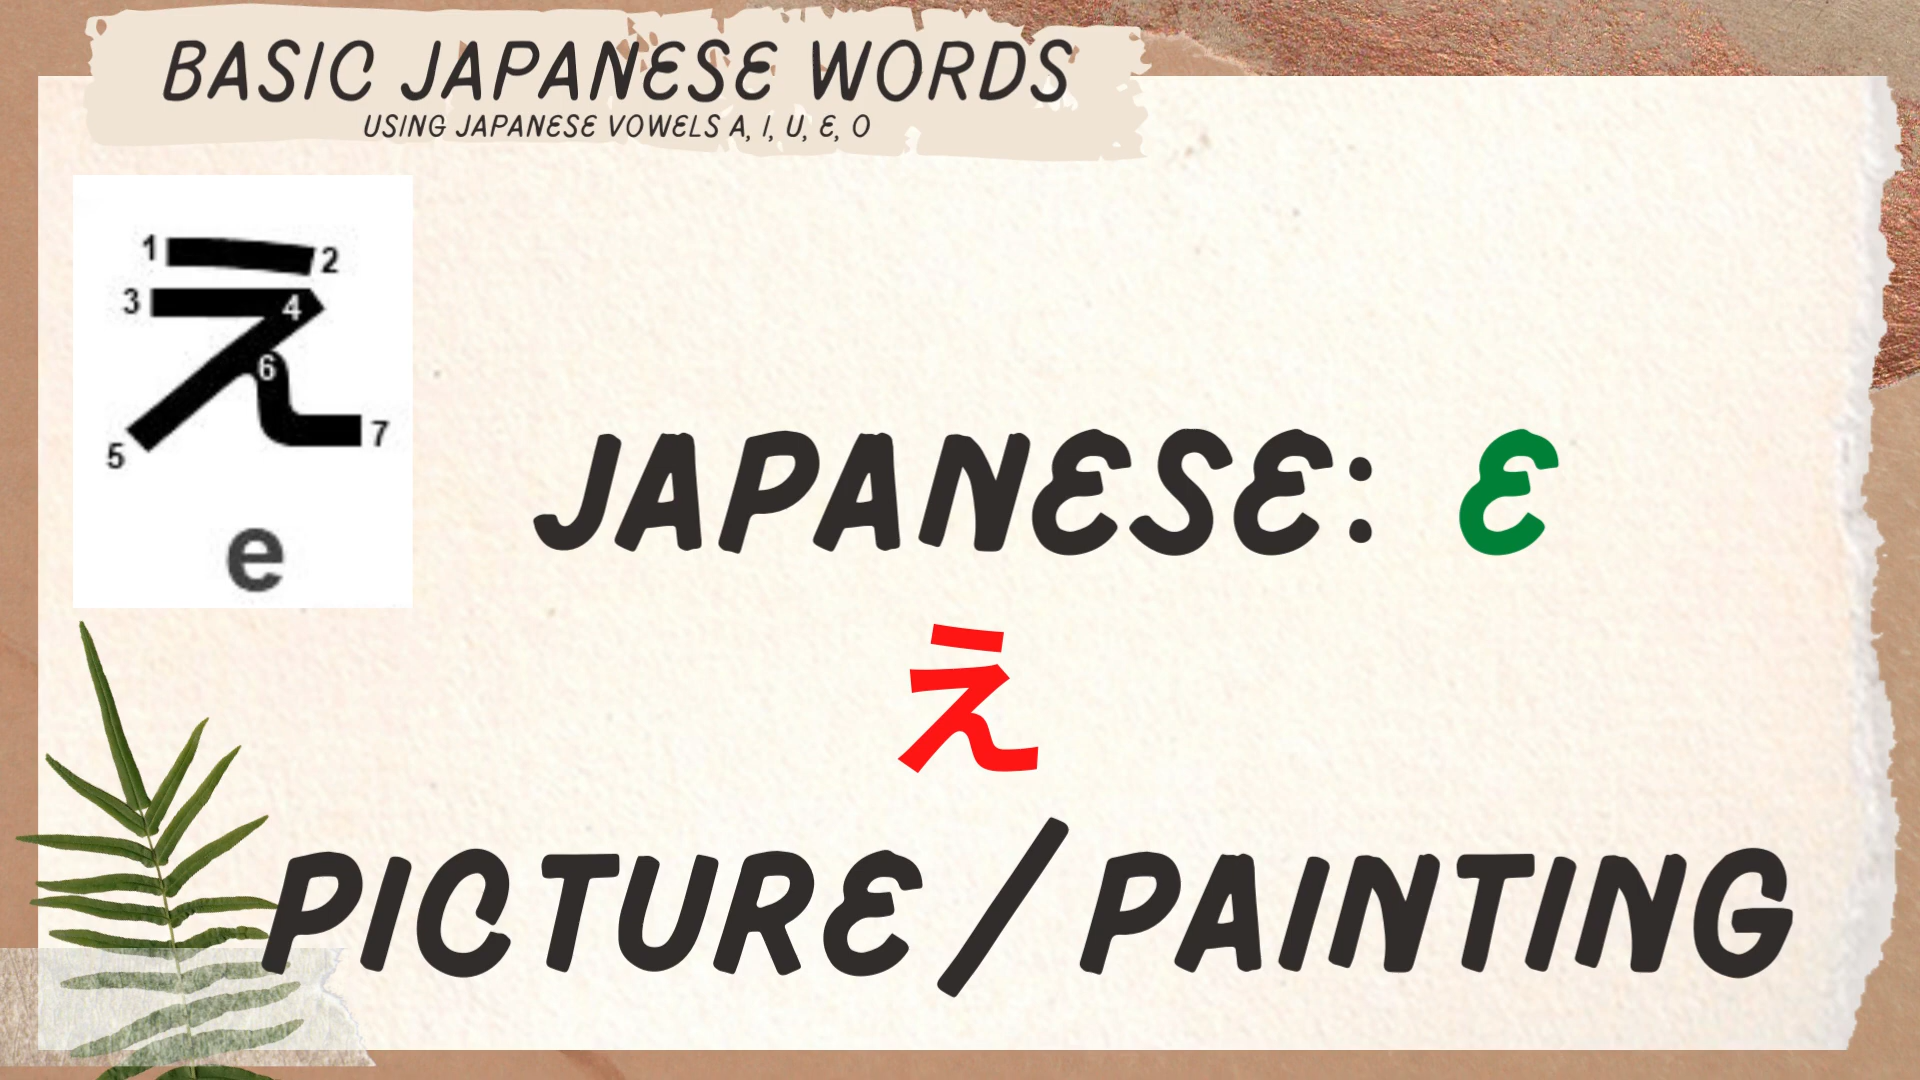 BASIC JAPANESE WORDS
USING JAPANESE VOWELS A, I, U, E, O
1 2
3 4
え
6
5 7
e
JAPANESE: E
え
PICTURE/PAINTING